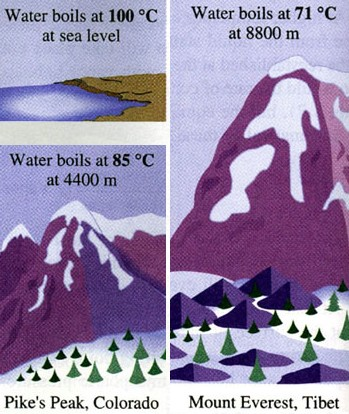 Water boils at 100 °C
at sea level
Water boils at 85 °C
at 4400 m
Pike's Peak, Colorado
Water boils at 71 °C
at 8800 m
Mount Everest, Tibet